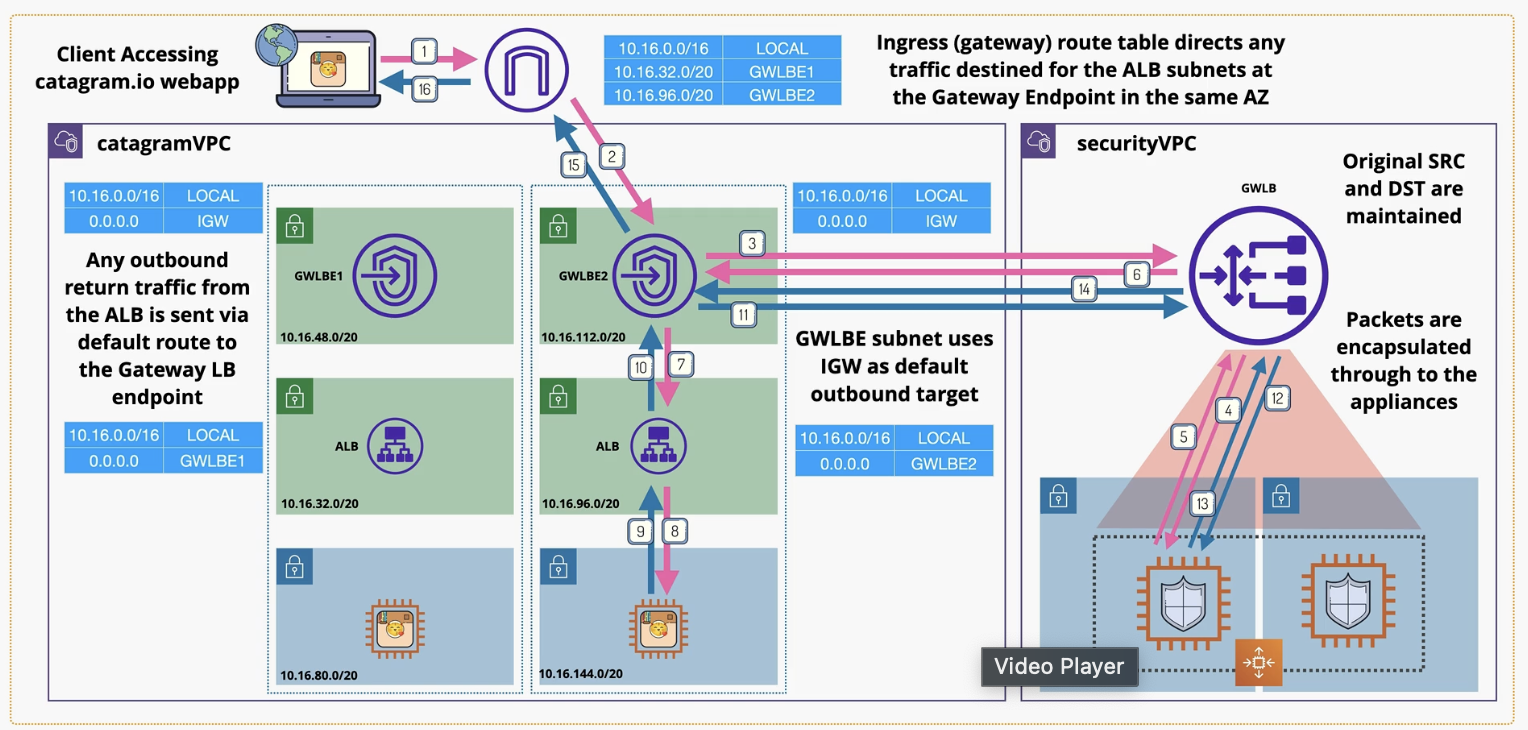 Client Accessing
catagram.io webapp
1
16
10.16.0.0/16 LOCAL
10.16.32.0/20 GWLBE1
10.16.96.0/20 GWLBE2
Ingress (gateway) route table directs any
traffic destined for the ALB subnets at
the Gateway Endpoint in the same AZ
catagramVPC
15
2
10.16.0.0/16 LOCAL
0.0.0.0 IGW
Any outbound
return traffic from
the ALB is sent via
default route to
the Gateway LB
endpoint
10.16.0.0/16 LOCAL
0.0.0.0 GWLBE1
GWLBE1
10.16.48.0/20
ALB
10.16.32.0/20
10.16.80.0/20
GWLBE2
10.16.112.0/20
10
7
ALB
10.16.96.0/20
9
8
10.16.144.0/20
10.16.0.0/16 LOCAL
0.0.0.0 IGW
3
6
14
11
GWLBE subnet uses
IGW as default
outbound target
10.16.0.0/16 LOCAL
0.0.0.0 GWLBE2
securityVPC
GWLB
Original SRC
and DST are
maintained
Packets are
encapsulated
through to the
appliances
5
4
12
13
Video Player